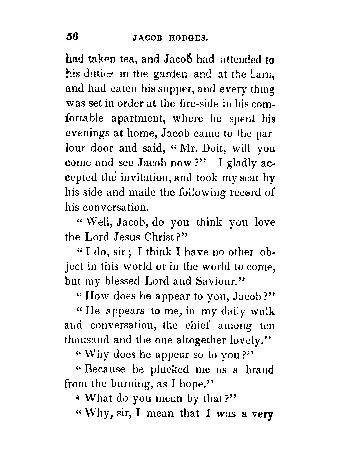 56 JACOB HODGES.
had taken tea, and Jacob had attended to
his duties in the garden and at the barn,
and had eaten his supper, and every thing
was set in order at the fire-side in his com-
fortable apartment, where he spent his
evenings at home, Jacob came to the par
lour door and said, “ Mr. Doit, will you
come and see Jacob now ?” I gladly ac-
cepted the invitation, and took my seat by
his side and made the following record of
his conversation.
“ Well, Jacob, do you think you love
the Lord Jesus Christ ?”
“ I do, sir ; I think I have no other ob-
ject in this world or in the world to come,
but my blessed Lord and Saviour.”
“ How does he appear to you, Jacob ?”
“ He appears to me, in my daily walk
and conversation, the chief among ten
thousand and the one altogether lovely.”
“ Why does he appear so to you ?”
“ Because he plucked me as a brand
from the burning, as I hope.”
“ What do you mean by that ?”
“ Why, sir, I mean that I was a very